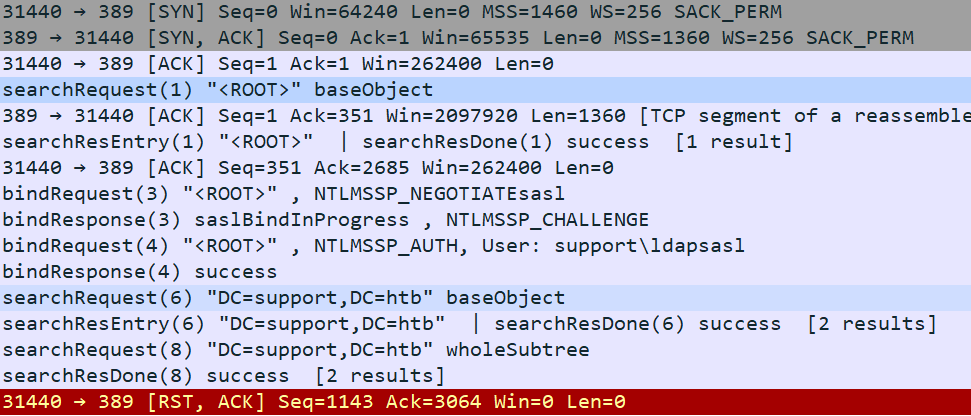 31440 → 389 [SYN] Seq=0 Win=64240 Len=0 MSS=1460 WS=256 SACK_PERM
389 → 31440 [SYN, ACK] Seq=0 Ack=1 Win=65535 Len=0 MSS=1360 WS=256 SACK_PERM
31440 → 389 [ACK] Seq=1 Ack=1 Win=262400 Len=0
searchRequest(1) "<ROOT>" baseObject
389 → 31440 [ACK] Seq=1 Ack=351 Win=2097920 Len=1360 [TCP segment of a reassemble
searchResEntry(1) "<ROOT>"  | searchResDone(1) success  [1 result]
31440 → 389 [ACK] Seq=351 Ack=2685 Win=262400 Len=0
bindRequest(3) "<ROOT>" , NTLMSSP_NEGOTIATEsasl
bindResponse(3) saslBindInProgress , NTLMSSP_CHALLENGE
bindRequest(4) "<ROOT>" , NTLMSSP_AUTH, User: support\ldapsasl
bindResponse(4) success
searchRequest(6) "DC=support,DC=htb" baseObject
searchResEntry(6) "DC=support,DC=htb"  | searchResDone(6) success  [2 results]
searchRequest(8) "DC=support,DC=htb" wholeSubtree
searchResDone(8) success  [2 results]
31440 → 389 [RST, ACK] Seq=1143 Ack=3064 Win=0 Len=0